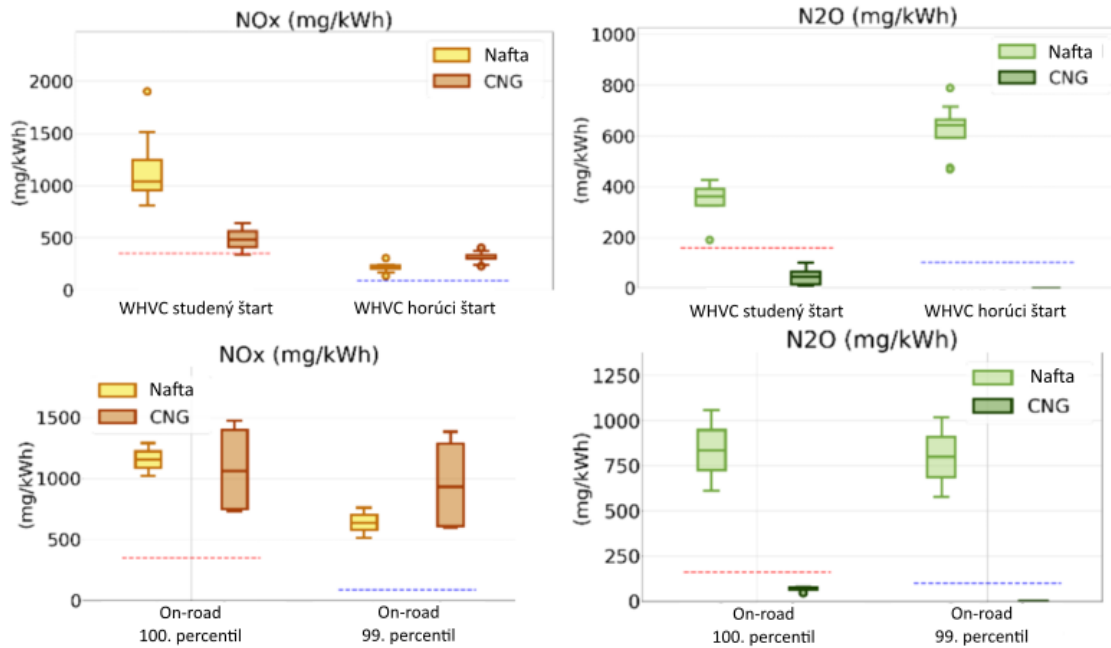 NOx (mg/kWh)
(mg/kWh)
2000
1500
1000
500
0
Nafta
CNG
WHVC studený štart
WHVC horúci štart
N2O (mg/kWh)
(mg/kWh)
1000
800
600
400
200
0
Nafta
CNG
WHVC studený štart
WHVC horúci štart
NOx (mg/kWh)
(mg/kWh)
1500
1000
500
0
Nafta
CNG
On-road
100. percentil
On-road
99. percentil
N2O (mg/kWh)
(mg/kWh)
1250
1000
750
500
250
0
Nafta
CNG
On-road
100. percentil
On-road
99. percentil